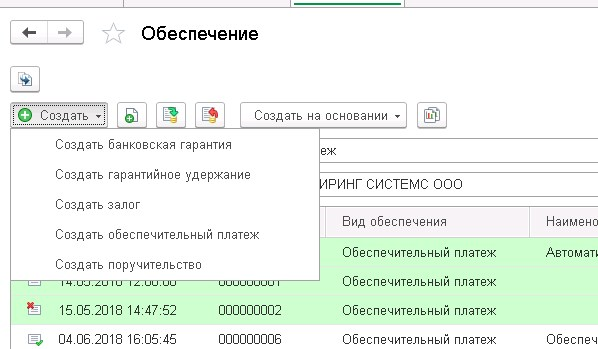 Обеспечение
Создать
Создать на основании
Создать банковская гарантия
Создать гарантийное удержание
Создать залог
Создать обеспечительный платеж
Создать поручительство
еж
ИРИНГ СИСТЕМС ООО
Вид обеспечения Наимено
Обеспечительный платеж Автомати
14.05.2018 12:00:00 000000001 Обеспечительный платеж
15.05.2018 14:47:52 000000002 Обеспечительный платеж
04.06.2018 16:05:45 000000006 Обеспечительный платеж Обеспеч